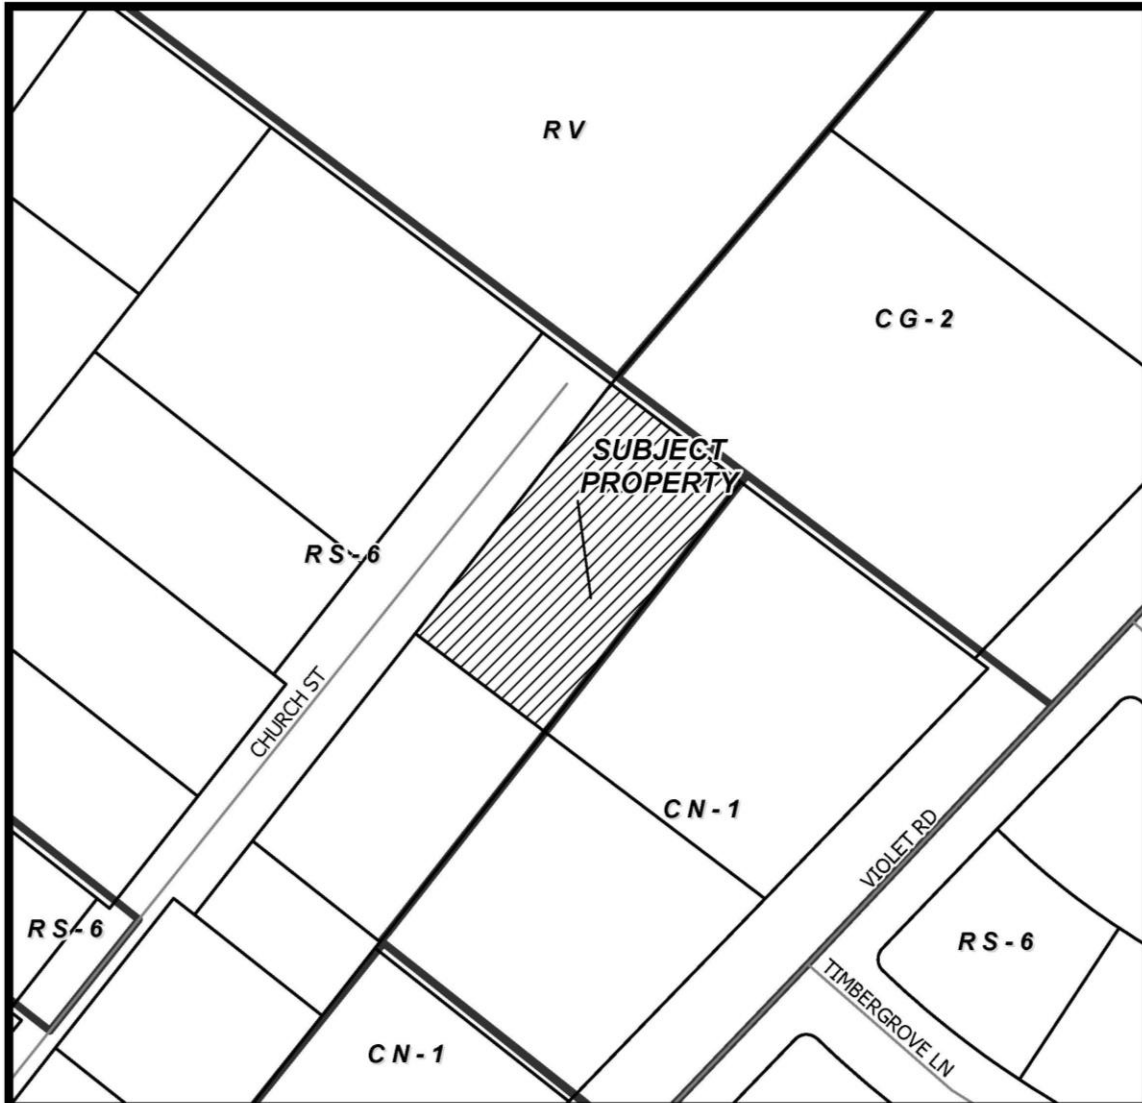 RV
CG-2
SUBJECT
PROPERTY
RS-6
CHURCH ST
CN-1
VIOLET RD
RS-6
RS-6
TIMBERGROVE LN
CN-1